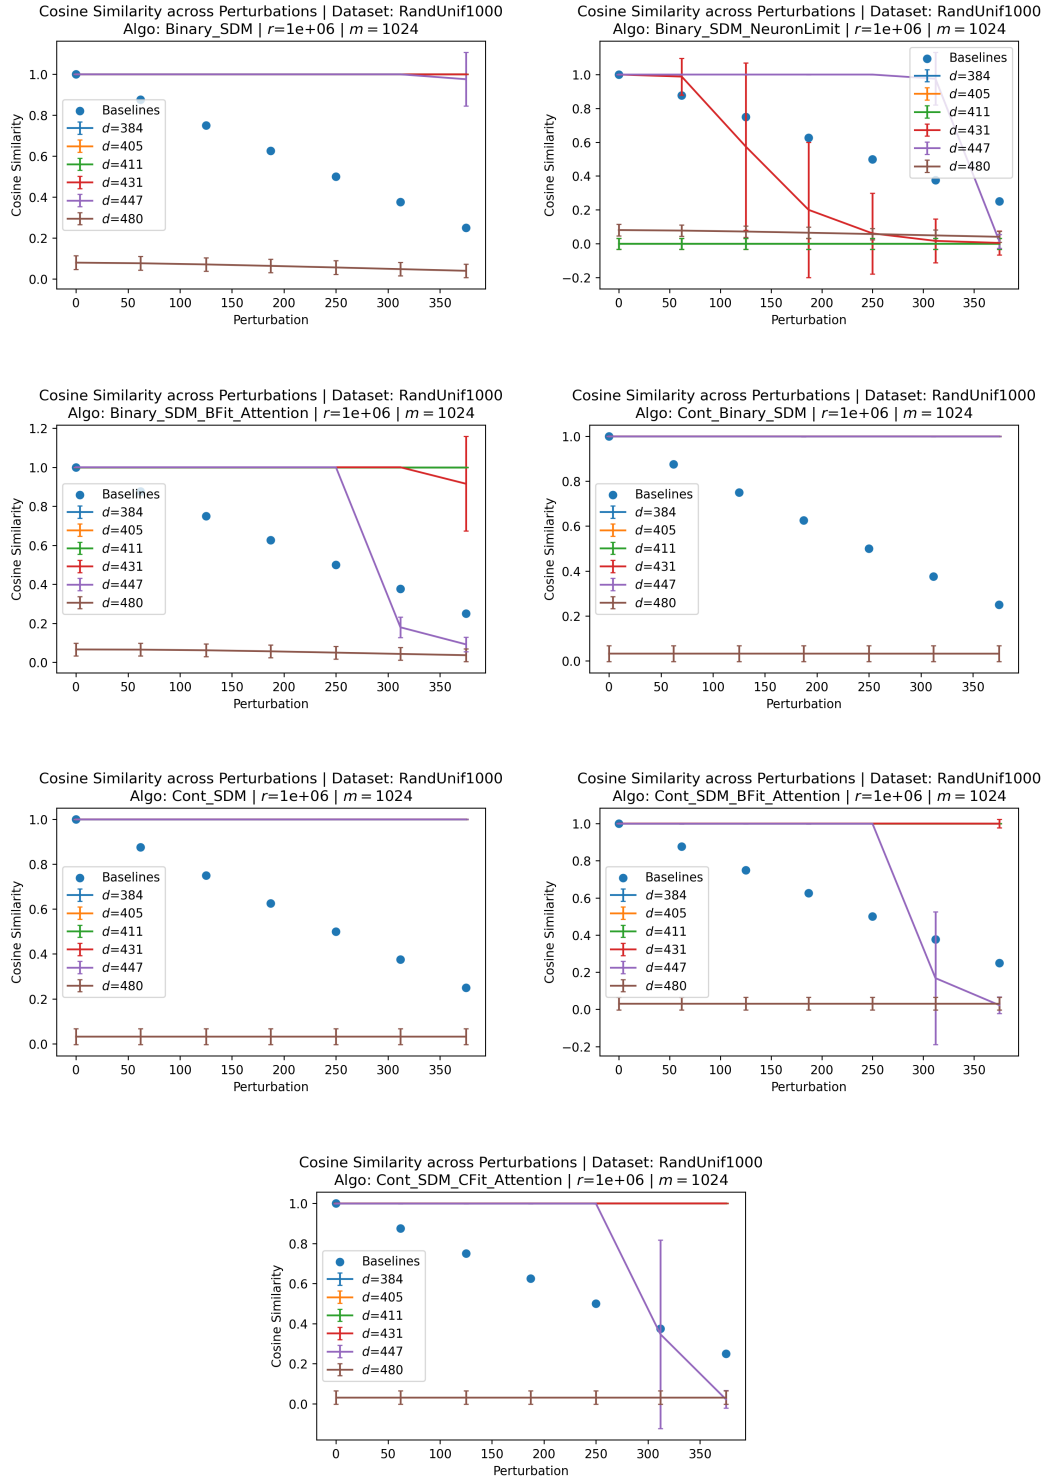 Cosine Similarity across Perturbations | Dataset: RandUnif1000
Algo: Binary_SDM | r=1e+06 | m = 1024
1.0
0.8
0.6
0.4
0.2
0.0
Cosine Similarity
Baselines
d=384
d=405
d=411
d=431
d=447
d=480
0 50 100 150 200 250 300 350
Perturbation
Cosine Similarity across Perturbations | Dataset: RandUnif1000
Algo: Binary_SDM_NeuronLimit | r=1e+06 | m = 1024
1.0
0.8
0.6
0.4
0.2
0.0
−0.2
Cosine Similarity
Baselines
d=384
d=405
d=411
d=431
d=447
d=480
0 50 100 150 200 250 300 350
Perturbation
Cosine Similarity across Perturbations | Dataset: RandUnif1000
Algo: Binary_SDM_BFit_Attention | r=1e+06 | m = 1024
1.2
1.0
0.8
0.6
0.4
0.2
0.0
Cosine Similarity
Baselines
d=384
d=405
d=411
d=431
d=447
d=480
0 50 100 150 200 250 300 350
Perturbation
Cosine Similarity across Perturbations | Dataset: RandUnif1000
Algo: Cont_Binary_SDM | r=1e+06 | m = 1024
1.0
0.8
0.6
0.4
0.2
0.0
Cosine Similarity
Baselines
d=384
d=405
d=411
d=431
d=447
d=480
0 50 100 150 200 250 300 350
Perturbation
Cosine Similarity across Perturbations | Dataset: RandUnif1000
Algo: Cont_SDM | r=1e+06 | m = 1024
1.0
0.8
0.6
0.4
0.2
0.0
Cosine Similarity
Baselines
d=384
d=405
d=411
d=431
d=447
d=480
0 50 100 150 200 250 300 350
Perturbation
Cosine Similarity across Perturbations | Dataset: RandUnif1000
Algo: Cont_SDM_BFit_Attention | r=1e+06 | m = 1024
1.0
0.8
0.6
0.4
0.2
0.0
−0.2
Cosine Similarity
Baselines
d=384
d=405
d=411
d=431
d=447
d=480
0 50 100 150 200 250 300 350
Perturbation
Cosine Similarity across Perturbations | Dataset: RandUnif1000
Algo: Cont_SDM_CFit_Attention | r=1e+06 | m = 1024
1.0
0.8
0.6
0.4
0.2
0.0
Cosine Similarity
Baselines
d=384
d=405
d=411
d=431
d=447
d=480
0 50 100 150 200 250 300 350
Perturbation